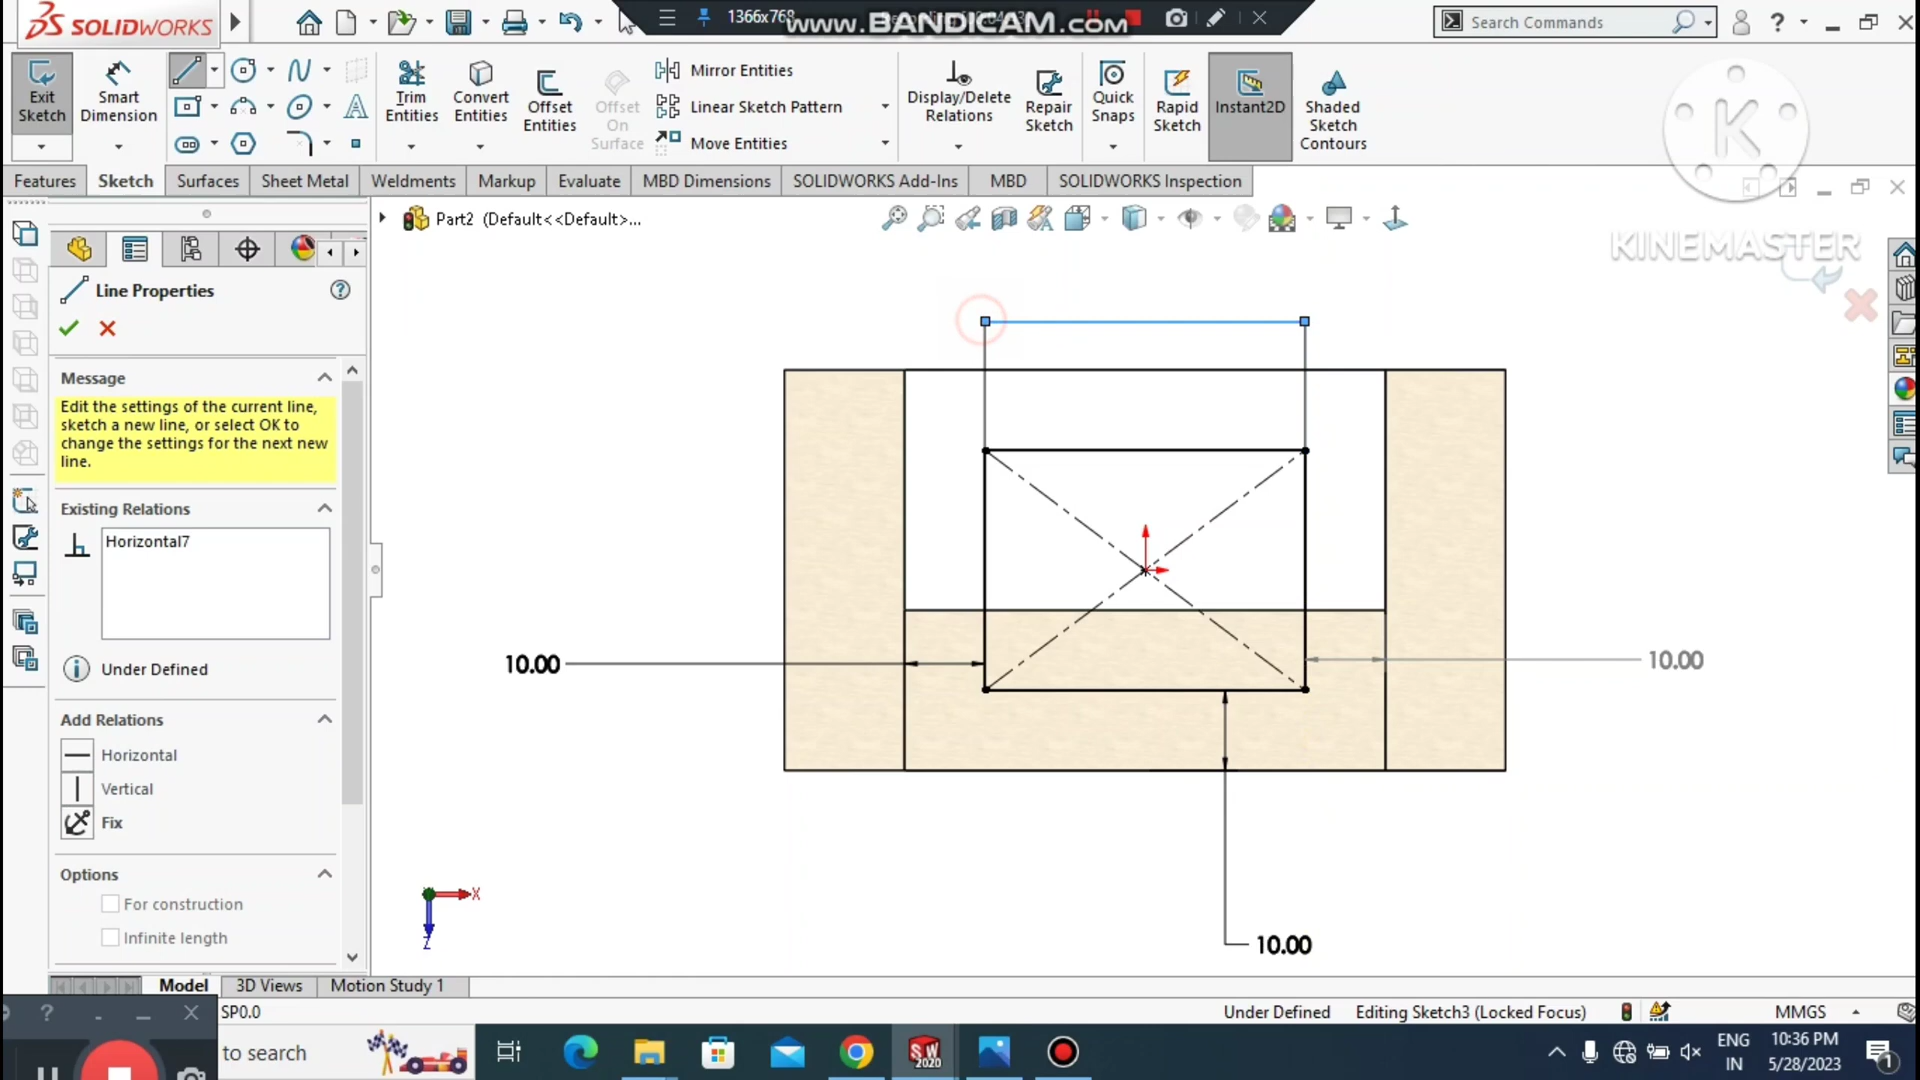 SOLIDWORKS
1366x768
www.BANDICAM.com
Search Commands
Exit Sketch
Smart Dimension
Trim Entities
Convert Entities
Offset Entities
Offset On Surface
Mirror Entities
Linear Sketch Pattern
Move Entities
Display/Delete Relations
Repair Sketch
Quick Snaps
Rapid Sketch
Instant2D
Shaded Sketch Contours
K
KINEMASTER
Features
Sketch
Surfaces
Sheet Metal
Weldments
Markup
Evaluate
MBD Dimensions
SOLIDWORKS Add-Ins
MBD
SOLIDWORKS Inspection
Part2 (Default<<Default>...
Line Properties
Message
Edit the settings of the current line,
sketch a new line, or select OK to
change the settings for the next new
line.
Existing Relations
Horizontal7
Under Defined
Add Relations
Horizontal
Vertical
Fix
Options
For construction
Infinite length
10.00
10.00
10.00
X
Z
Model
3D Views
Motion Study 1
SP0.0
Under Defined
Editing Sketch3 (Locked Focus)
MMGS
to search
SW
2020
ENG
IN
10:36 PM
5/28/2023
1